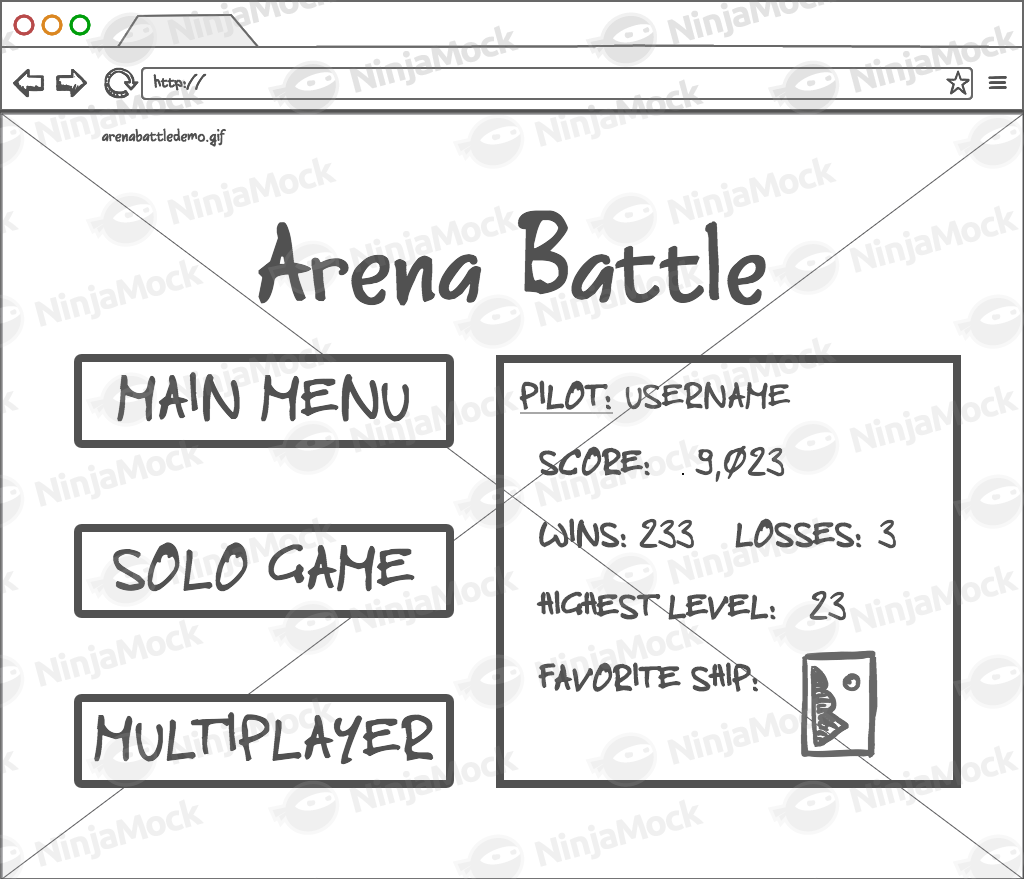 http://
arenabattledemo.gif
Arena Battle
MAIN MENU
SOLO GAME
MULTIPLAYER
PILOT: USERNAME
SCORE: . 9,023
WINS: 233 LOSSES: 3
HIGHEST LEVEL: 23
FAVORITE SHIP:
NinjaMock